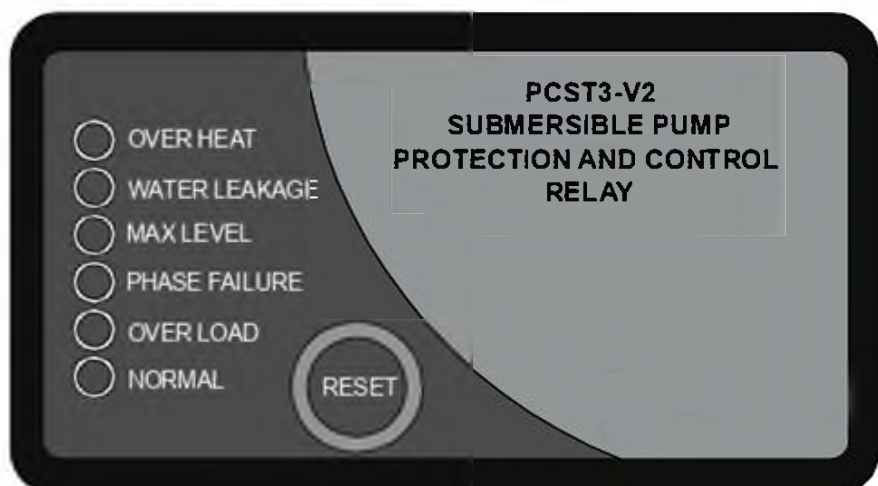 PCST3-V2
SUBMERSIBLE PUMP
PROTECTION AND CONTROL
RELAY
OVER HEAT
WATER LEAKAGE
MAX LEVEL
PHASE FAILURE
OVER LOAD
NORMAL
RESET